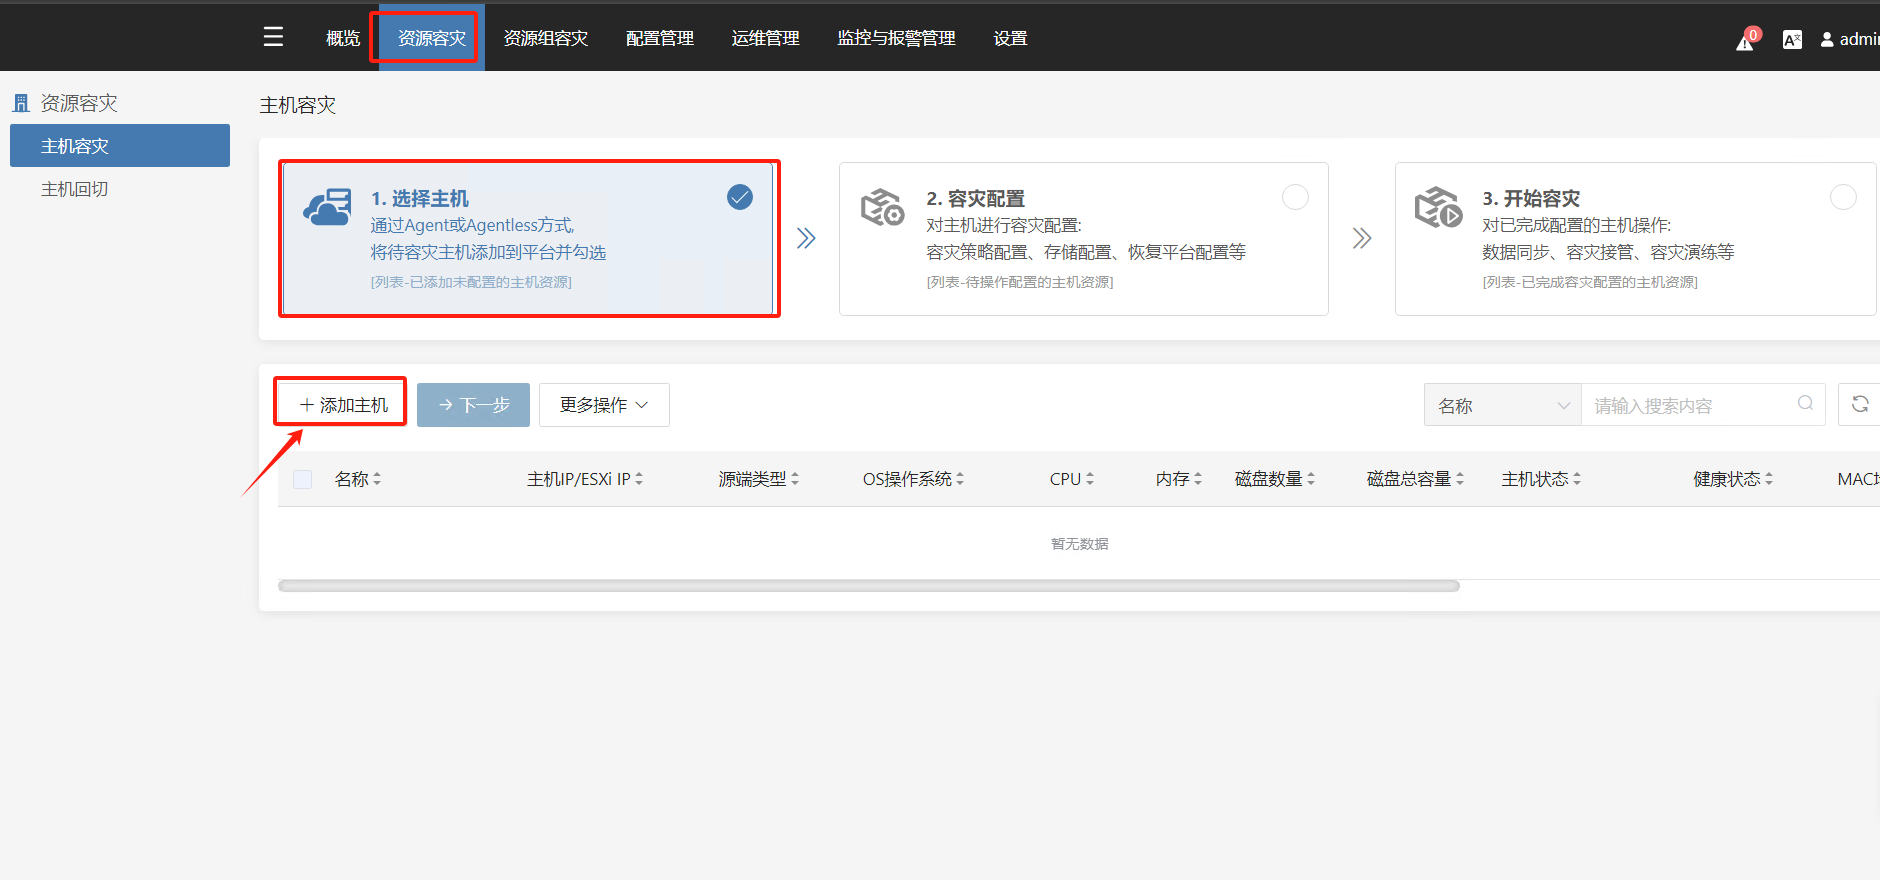 概览
资源容灾
资源组容灾
配置管理
运维管理
监控与报警管理
设置
0
admin
资源容灾
主机容灾
主机回切
主机容灾
1. 选择主机
通过Agent或Agentless方式,
将待容灾主机添加到平台并勾选
[列表-已添加未配置的主机资源]
2. 容灾配置
对主机进行容灾配置:
容灾策略配置、存储配置、恢复平台配置等
[列表-待操作配置的主机资源]
3. 开始容灾
对已完成配置的主机操作:
数据同步、容灾接管、容灾演练等
[列表-已完成容灾配置的主机资源]
添加主机
下一步
更多操作
名称
请输入搜索内容
名称
主机IP/ESXi IP
源端类型
OS操作系统
CPU
内存
磁盘数量
磁盘总容量
主机状态
健康状态
MAC
暂无数据